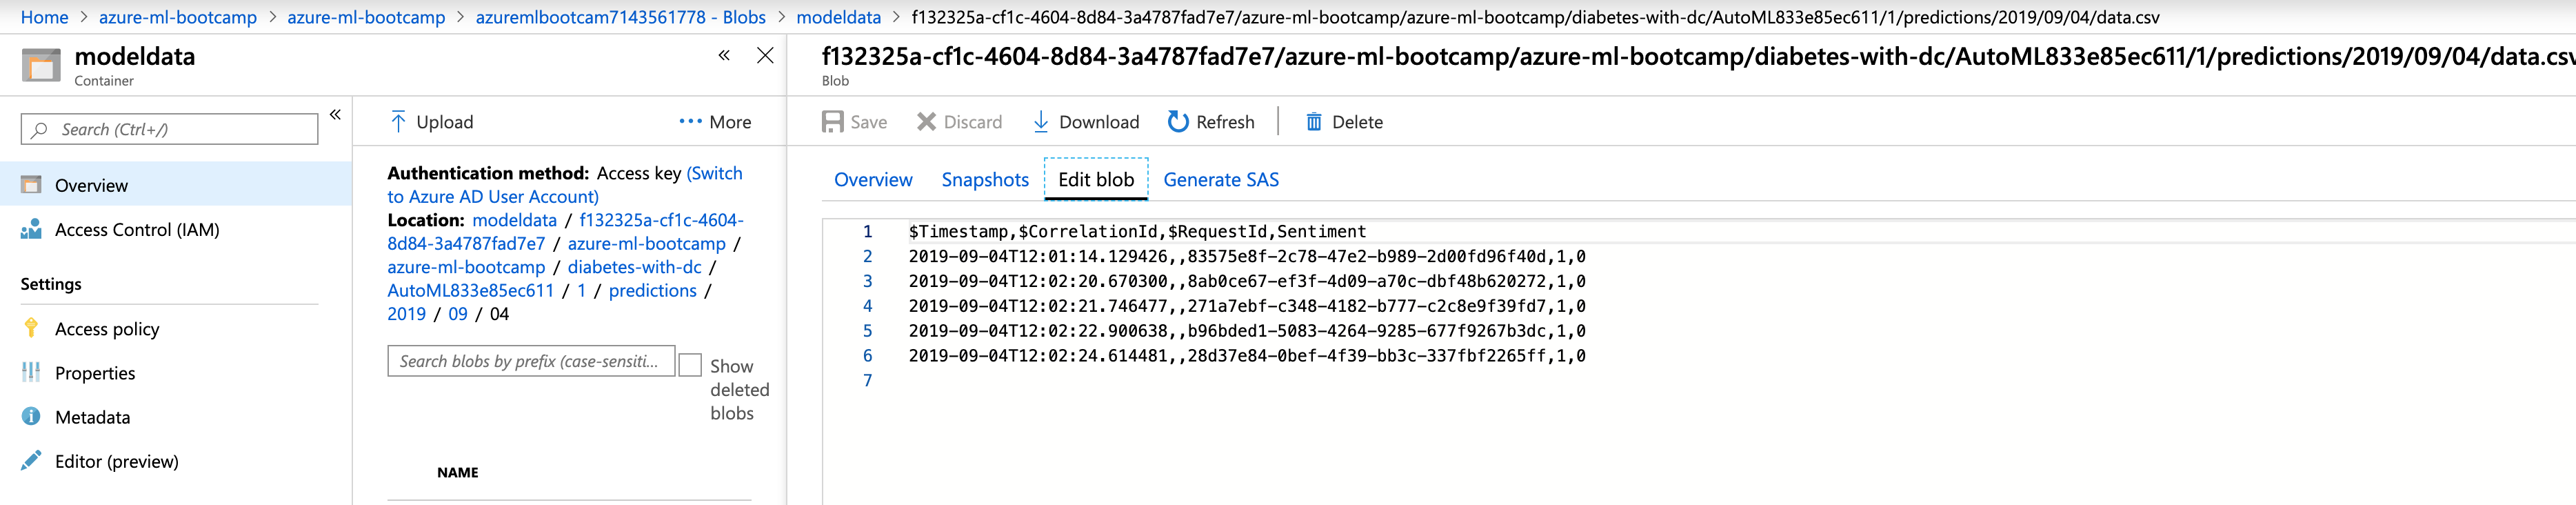 Home > azure-ml-bootcamp > azure-ml-bootcamp > azuremlbootcam7143561778 - Blobs > modeldata > f132325a-cf1c-4604-8d84-3a4787fad7e7/azure-ml-bootcamp/azure-ml-bootcamp/diabetes-with-dc/AutoML833e85ec611/1/predictions/2019/09/04/data.csv
modeldata
Container
Search (Ctrl+/)
Overview
Access Control (IAM)
Settings
Access policy
Properties
Metadata
Editor (preview)
Upload
More
Authentication method: Access key (Switch
to Azure AD User Account)
Location: modeldata / f132325a-cf1c-4604-
8d84-3a4787fad7e7 / azure-ml-bootcamp /
azure-ml-bootcamp / diabetes-with-dc /
AutoML833e85ec611 / 1 / predictions /
2019 / 09 / 04
Search blobs by prefix (case-sensiti...
Show
deleted
blobs
NAME
f132325a-cf1c-4604-8d84-3a4787fad7e7/azure-ml-bootcamp/azure-ml-bootcamp/diabetes-with-dc/AutoML833e85ec611/1/predictions/2019/09/04/data.csv
Blob
Save Discard Download Refresh Delete
Overview Snapshots Edit blob Generate SAS
1 $Timestamp,$CorrelationId,$RequestId,Sentiment
2 2019-09-04T12:01:14.129426,,83575e8f-2c78-47e2-b989-2d00fd96f40d,1,0
3 2019-09-04T12:02:20.670300,,8ab0ce67-ef3f-4d09-a70c-dbf48b620272,1,0
4 2019-09-04T12:02:21.746477,,271a7ebf-c348-4182-b777-c2c8e9f39fd7,1,0
5 2019-09-04T12:02:22.900638,,b96bded1-5083-4264-9285-677f9267b3dc,1,0
6 2019-09-04T12:02:24.614481,,28d37e84-0bef-4f39-bb3c-337fbf2265ff,1,0
7